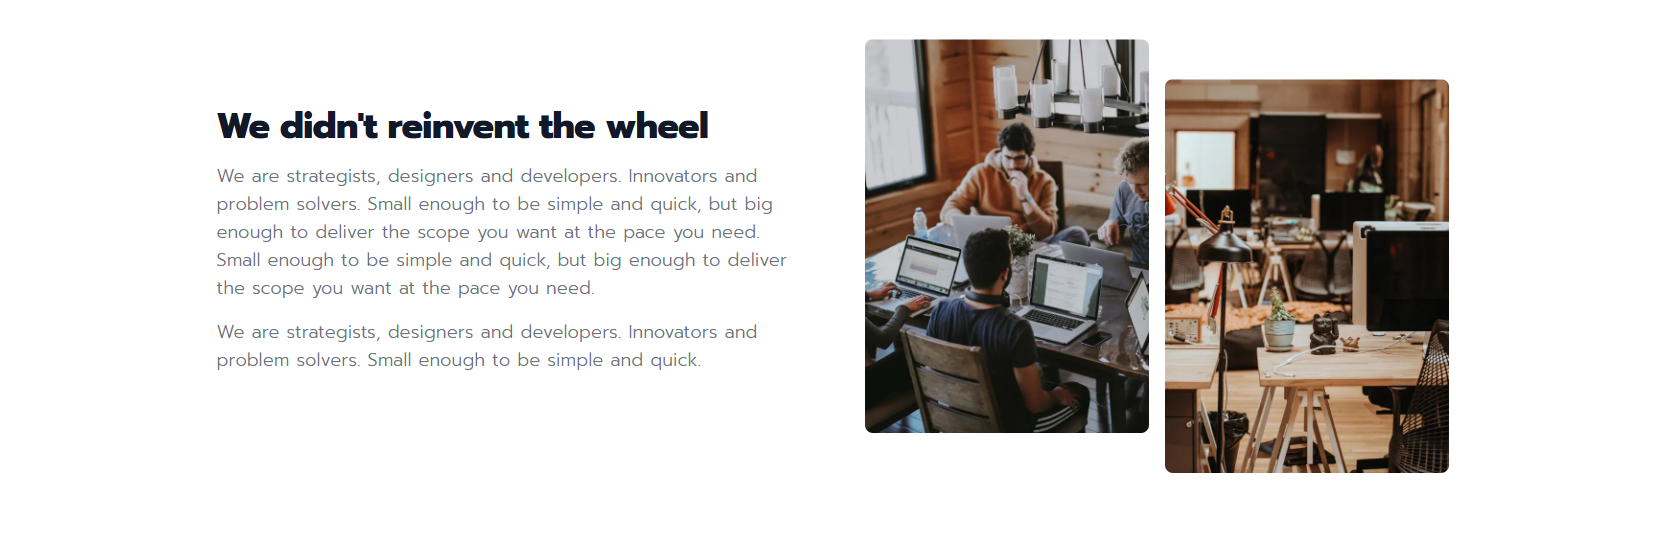 We didn't reinvent the wheel
We are strategists, designers and developers. Innovators and
problem solvers. Small enough to be simple and quick, but big
enough to deliver the scope you want at the pace you need.
Small enough to be simple and quick, but big enough to deliver
the scope you want at the pace you need.
We are strategists, designers and developers. Innovators and
problem solvers. Small enough to be simple and quick.